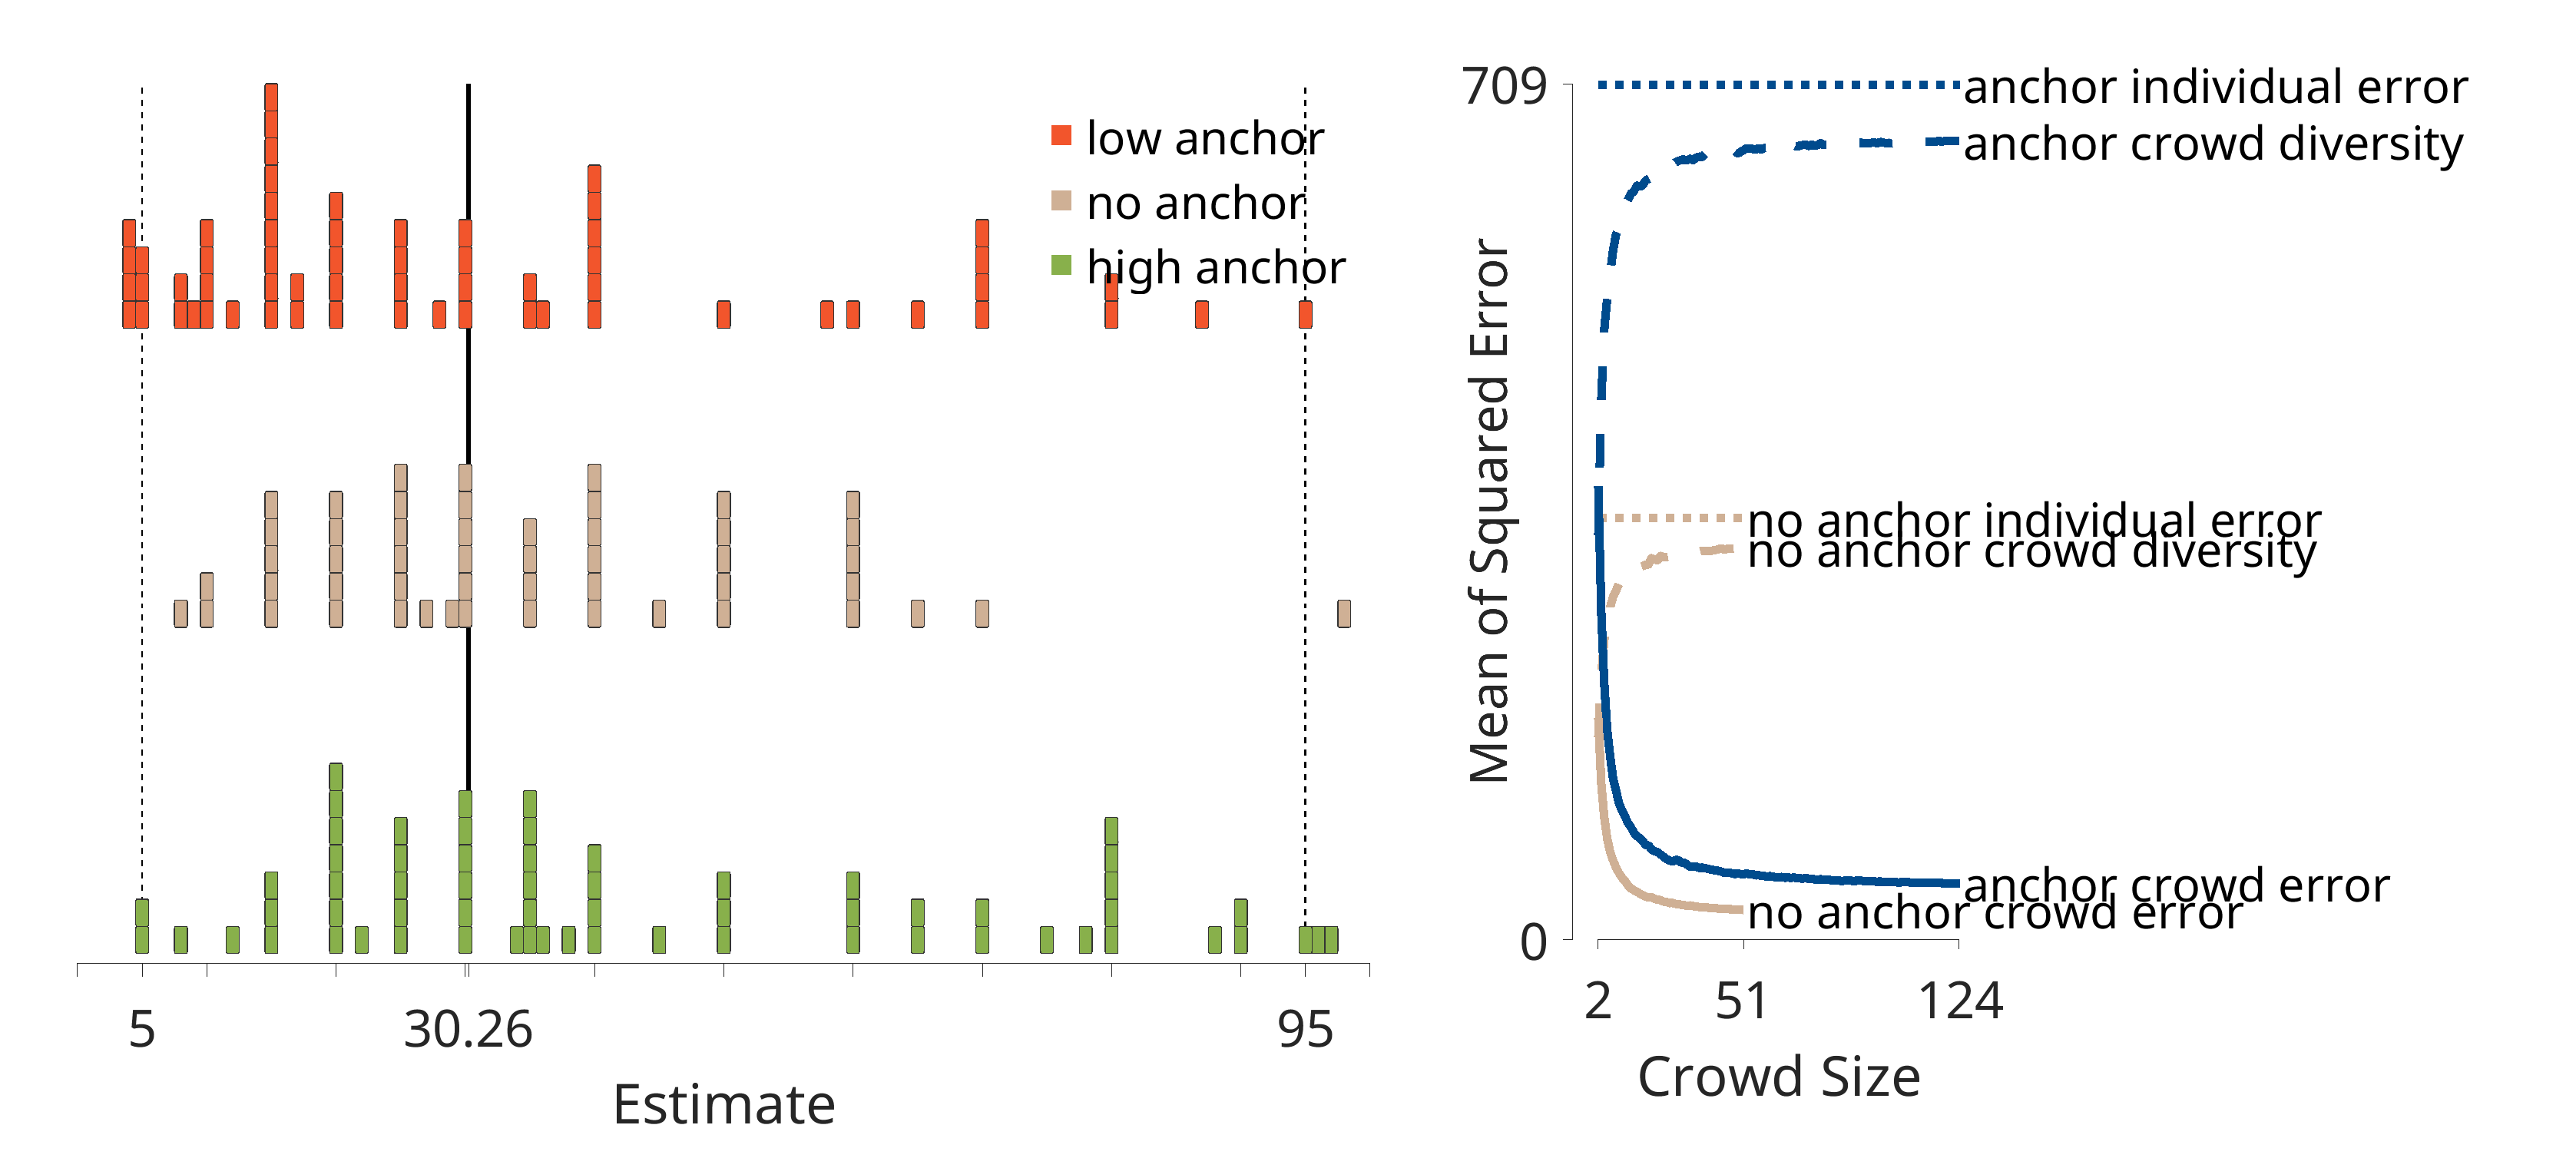 low anchor
no anchor
high anchor
5
30.26
95
Estimate
709
0
Mean of Squared Error
anchor individual error
anchor crowd diversity
no anchor individual error
no anchor crowd diversity
anchor crowd error
no anchor crowd error
2
51
124
Crowd Size